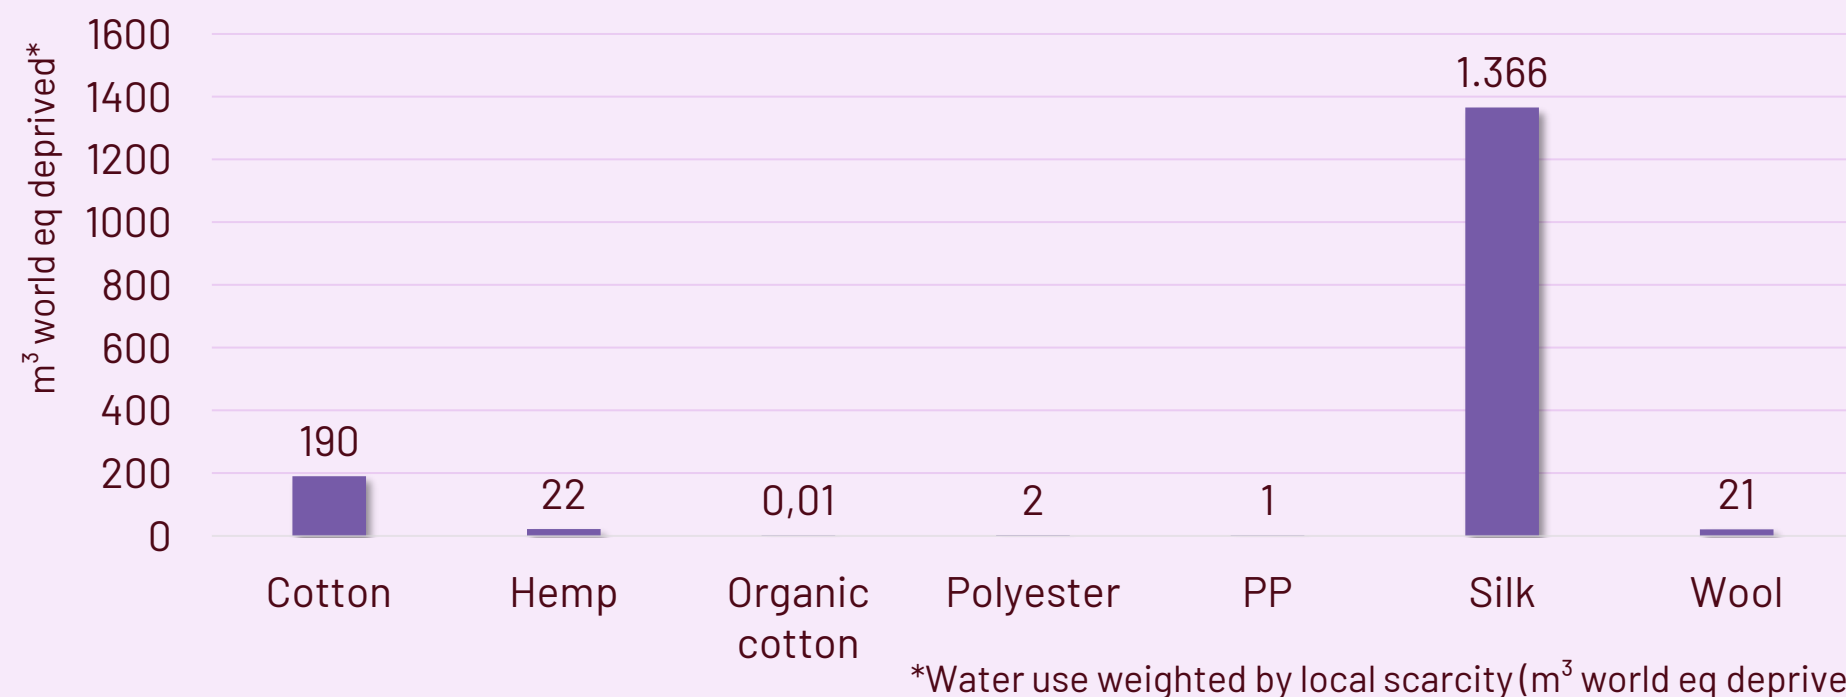 m³ world eq deprived*
1600
1400
1200
1000
800
600
400
200
0
190
22
0,01
2
1
1.366
21
Cotton
Hemp
Organic
cotton
Polyester
PP
Silk
Wool
*Water use weighted by local scarcity (m³ world eq deprive